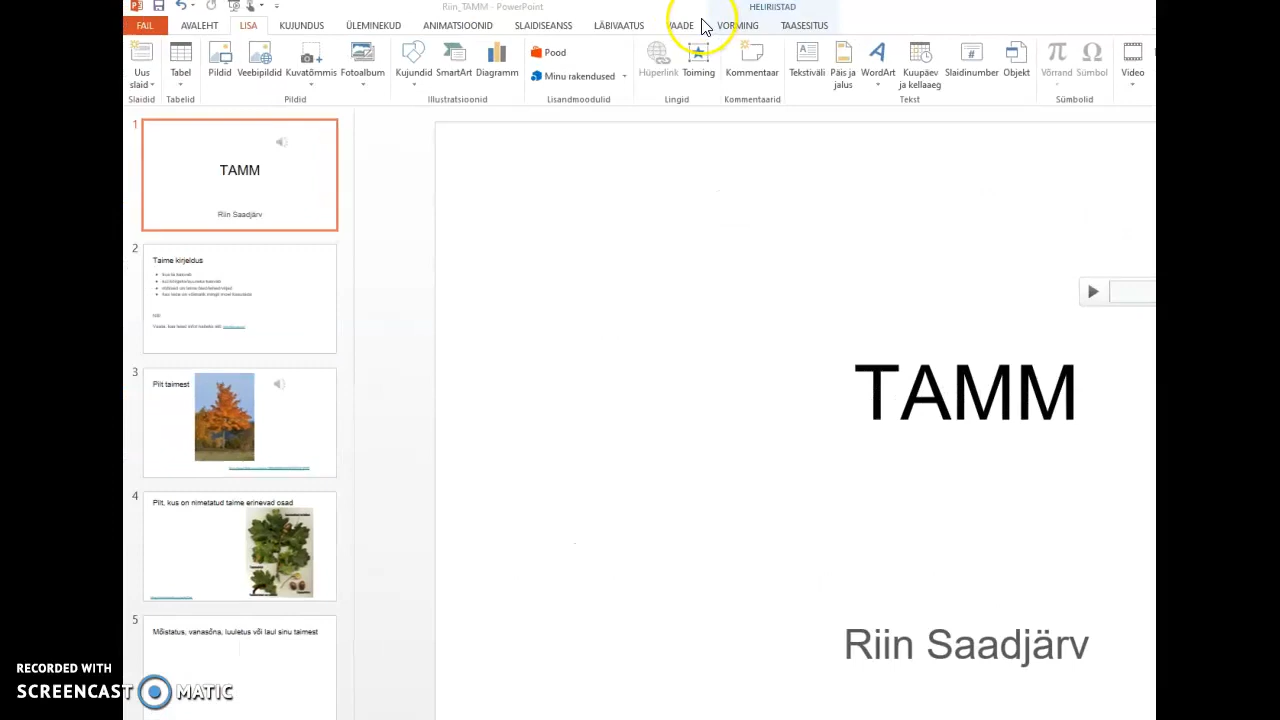 Riin_TAMM - PowerPoint
HELIRIISTAD
FAIL AVALEHT LISA KUJUNDUS ÜLEMINEKUD ANIMATSIOONID SLAIDISEANSS LÄBIVAATUS VAADE VORMING TAASESITUS
Uus slaid
Tabel
Pildid
Veebipildid
Kuvatõmmis
Fotoalbum
Kujundid
SmartArt
Diagramm
Pood
Minu rakendused
Hüperlink
Toiming
Kommentaar
Tekstiväli
Päis ja jalus
WordArt
Kuupäev ja kellaaeg
Slaidinumber
Objekt
Võrrand
Sümbol
Video
Slaidid Tabelid Pildid Illustratsioonid Lisandmoodulid Lingid Kommentaarid Tekst Sümbolid
1
TAMM
Riin Saadjärv
2
Taime kirjeldus
3
Pilt taimest
4
Pilt, kus on nimetatud taime erinevad osad
5
Mõistatus, vanasõna, luuletus või laul sinu taimest
TAMM
Riin Saadjärv
RECORDED WITH
SCREENCAST MATIC